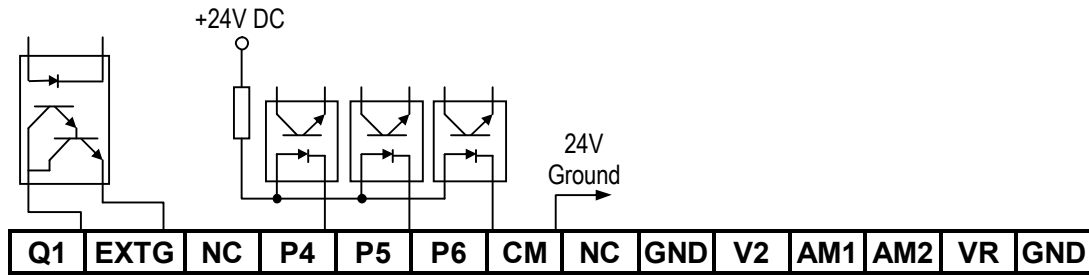 +24V DC
24V
Ground
Q1 EXTG NC P4 P5 P6 CM NC GND V2 AM1 AM2 VR GND